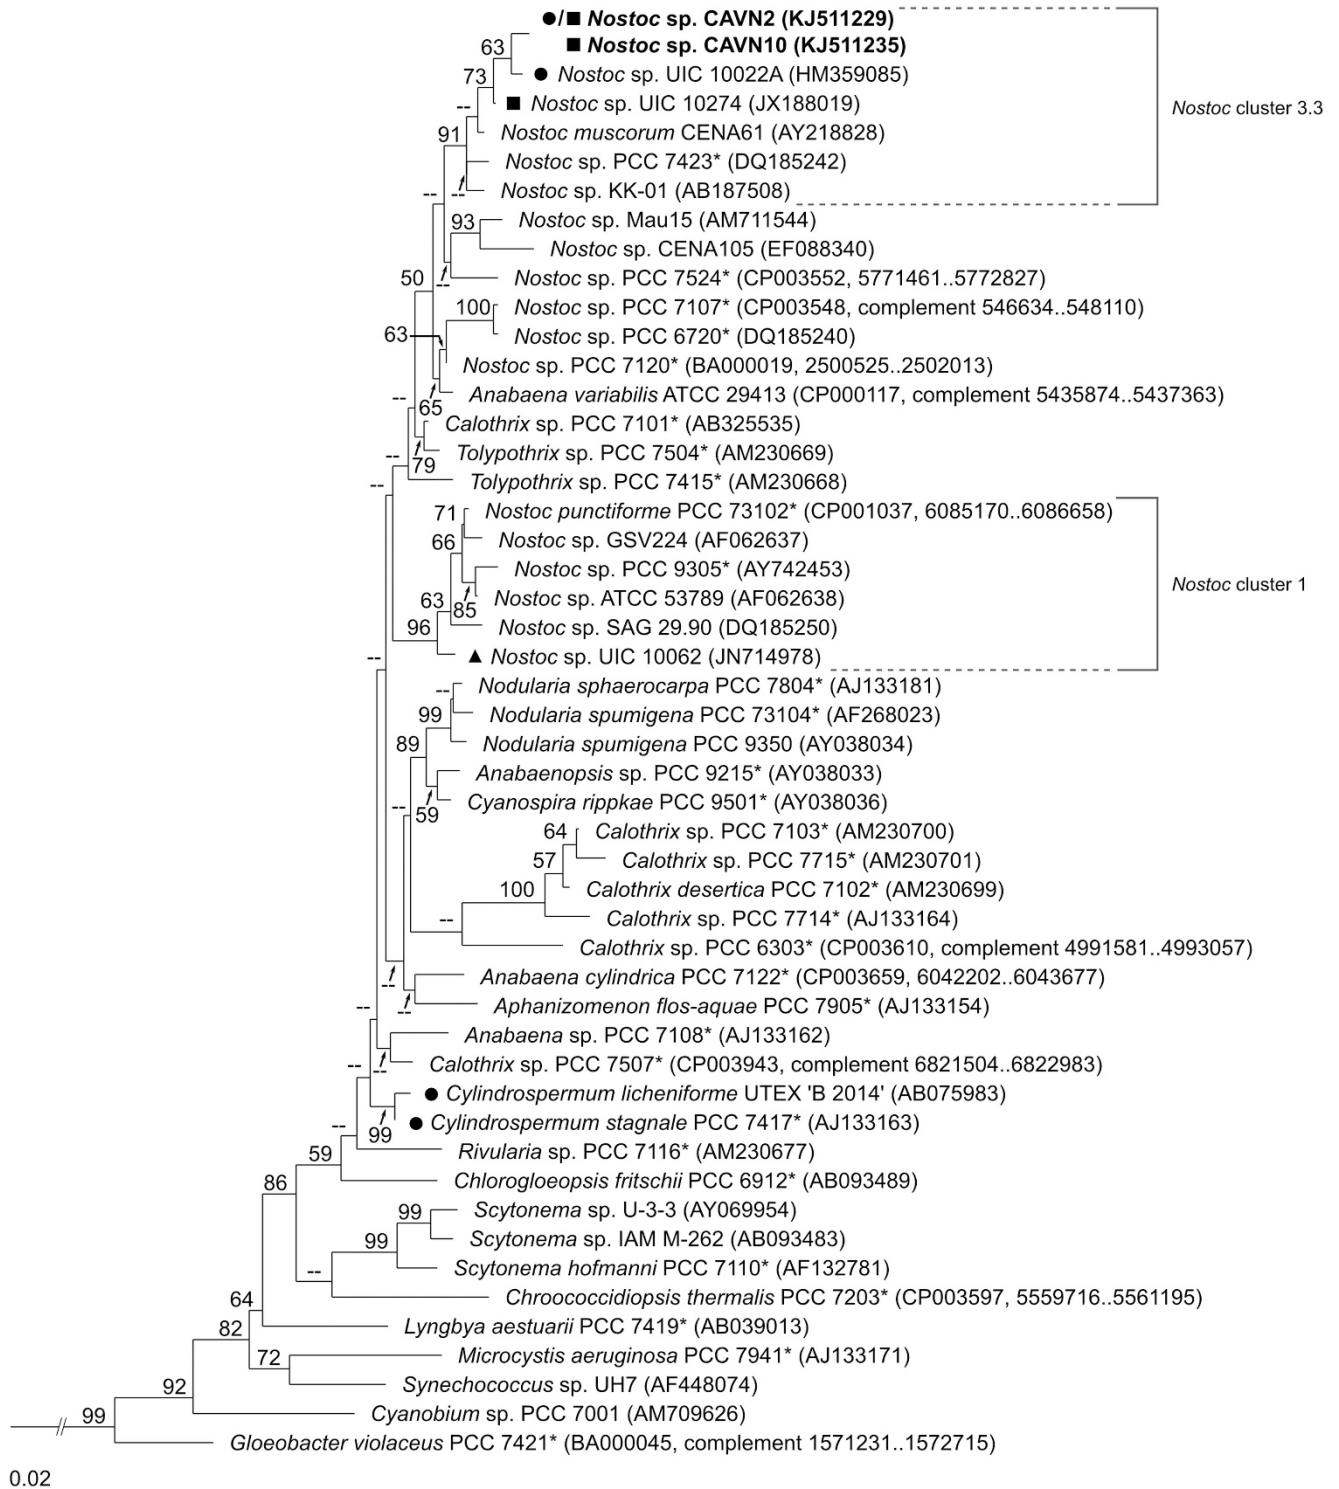 ●/■ Nostoc sp. CAVN2 (KJ511229)
■ Nostoc sp. CAVN10 (KJ511235)
63
● Nostoc sp. UIC 10022A (HM359085)
73
■ Nostoc sp. UIC 10274 (JX188019)
Nostoc cluster 3.3
--
Nostoc muscorum CENA61 (AY218828)
91
Nostoc sp. PCC 7423* (DQ185242)
--
Nostoc sp. KK-01 (AB187508)
--
Nostoc sp. Mau15 (AM711544)
93
Nostoc sp. CENA105 (EF088340)
--
Nostoc sp. PCC 7524* (CP003552, 5771461..5772827)
50
100
Nostoc sp. PCC 7107* (CP003548, complement 546634..548110)
63
Nostoc sp. PCC 6720* (DQ185240)
Nostoc sp. PCC 7120* (BA000019, 2500525..2502013)
Anabaena variabilis ATCC 29413 (CP000117, complement 5435874..5437363)
--
65
Calothrix sp. PCC 7101* (AB325535)
--
Tolypothrix sp. PCC 7504* (AM230669)
79
--
Tolypothrix sp. PCC 7415* (AM230668)
71
Nostoc punctiforme PCC 73102* (CP001037, 6085170..6086658)
66
Nostoc sp. GSV224 (AF062637)
Nostoc sp. PCC 9305* (AY742453)
Nostoc cluster 1
63
85
Nostoc sp. ATCC 53789 (AF062638)
96
Nostoc sp. SAG 29.90 (DQ185250)
--
▲ Nostoc sp. UIC 10062 (JN714978)
--
Nodularia sphaerocarpa PCC 7804* (AJ133181)
99
Nodularia spumigena PCC 73104* (AF268023)
89
Nodularia spumigena PCC 9350 (AY038034)
Anabaenopsis sp. PCC 9215* (AY038033)
--
59
Cyanospira rippkae PCC 9501* (AY038036)
64
Calothrix sp. PCC 7103* (AM230700)
57
Calothrix sp. PCC 7715* (AM230701)
100
Calothrix desertica PCC 7102* (AM230699)
--
Calothrix sp. PCC 7714* (AJ133164)
Calothrix sp. PCC 6303* (CP003610, complement 4991581..4993057)
--
Anabaena cylindrica PCC 7122* (CP003659, 6042202..6043677)
--
--
Aphanizomenon flos-aquae PCC 7905* (AJ133154)
Anabaena sp. PCC 7108* (AJ133162)
--
--
Calothrix sp. PCC 7507* (CP003943, complement 6821504..6822983)
● Cylindrospermum licheniforme UTEX 'B 2014' (AB075983)
--
99
● Cylindrospermum stagnale PCC 7417* (AJ133163)
59
Rivularia sp. PCC 7116* (AM230677)
86
Chlorogloeopsis fritschii PCC 6912* (AB093489)
99
Scytonema sp. U-3-3 (AY069954)
99
Scytonema sp. IAM M-262 (AB093483)
--
Scytonema hofmanni PCC 7110* (AF132781)
64
Chroococcidiopsis thermalis PCC 7203* (CP003597, 5559716..5561195)
82
Lyngbya aestuarii PCC 7419* (AB039013)
72
Microcystis aeruginosa PCC 7941* (AJ133171)
92
Synechococcus sp. UH7 (AF448074)
99
Cyanobium sp. PCC 7001 (AM709626)
Gloeobacter violaceus PCC 7421* (BA000045, complement 1571231..1572715)
0.02